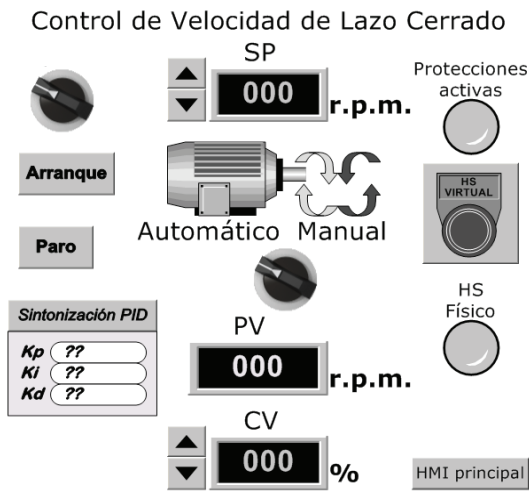 Control de Velocidad de Lazo Cerrado
SP
000
r.p.m.
Protecciones
activas
Arranque
HS
VIRTUAL
Paro
Automático Manual
HS
Físico
Sintonización PID
Kp ??
Ki ??
Kd ??
PV
000
r.p.m.
CV
000
%
HMI principal